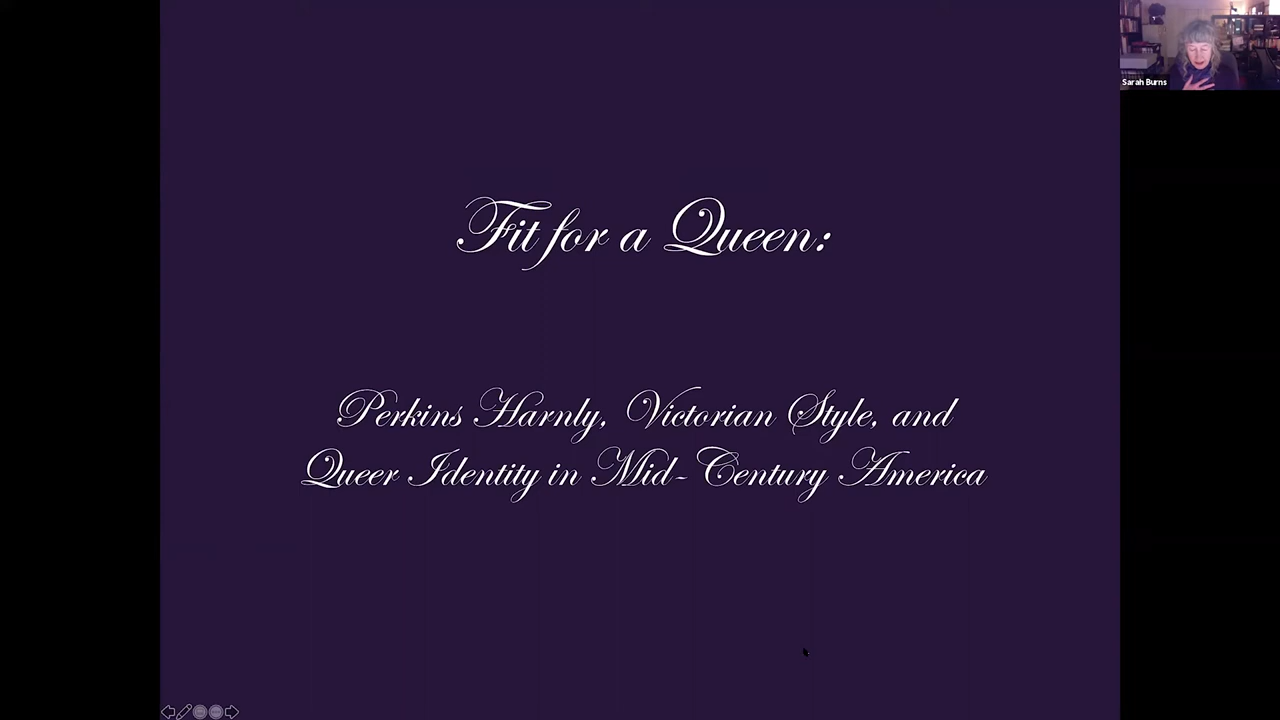 Sarah Burns
Fit for a Queen:
Perkins Harnly, Victorian Style, and
Queer Identity in Mid-Century America